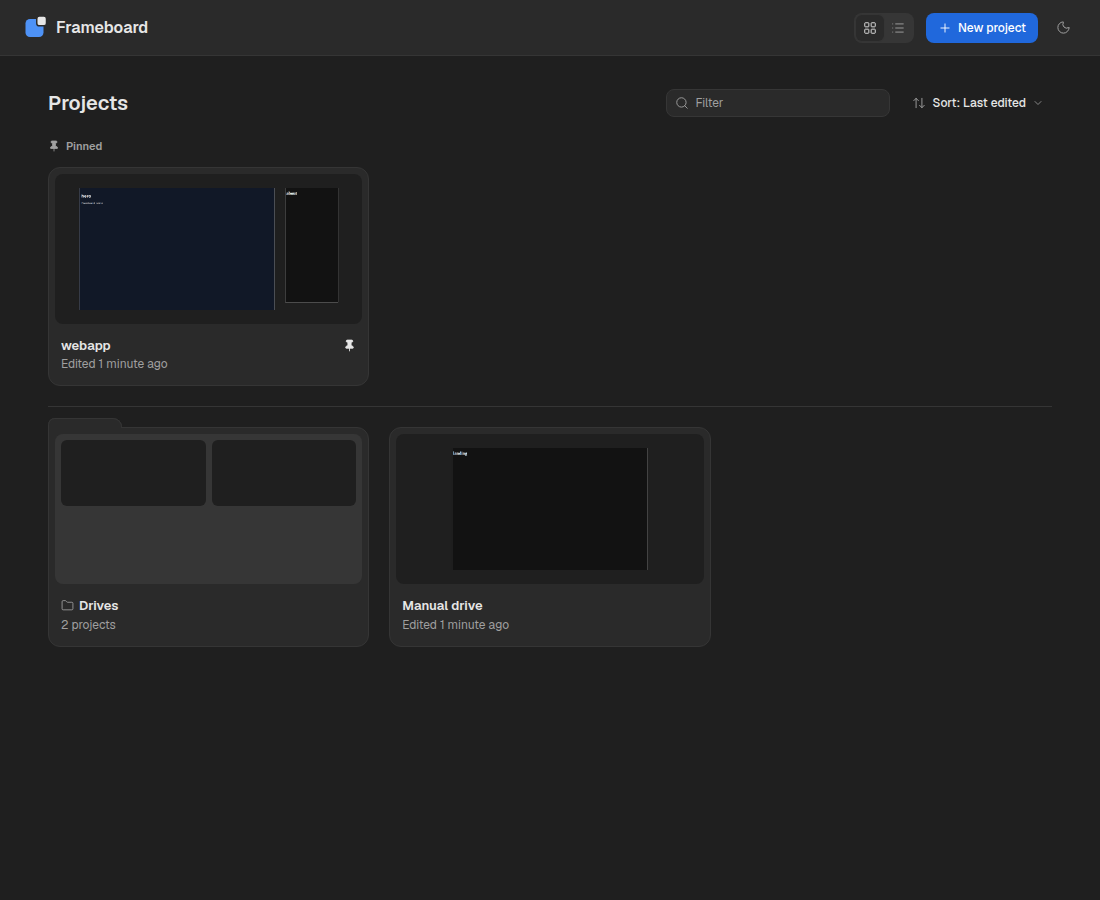 Frameboard
New project
Projects
Filter
Sort: Last edited
Pinned
hero
webapp
Edited 1 minute ago
Drives
2 projects
loading
Manual drive
Edited 1 minute ago